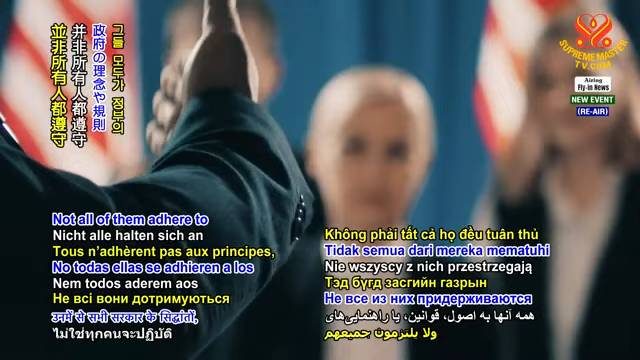 그들 모두가 정부의
政府の理念や規則
并非所有人都遵守
並非所有人都遵守
SUPREME MASTER
TV.COM
Airing
Fly-in News
NEW EVENT
(RE-AIR)
Not all of them adhere to
Nicht alle halten sich an
Tous n'adhèrent pas aux principes,
No todas ellas se adhieren a los
Nem todos aderem aos
Не всі вони дотримуються
उनमें से सभी सरकार के सिद्धांतों,
ไม่ใช่ทุกคนจะปฏิบัติ
Không phải tất cả họ đều tuân thủ
Tidak semua dari mereka mematuhi
Nie wszyscy z nich przestrzegają
Тэд бүгд засгийн газрын
Не все из них придерживаются
همه آنها به اصول، قوانین، یا راهنمایی‌های
ولا يلتزمون جميعهم